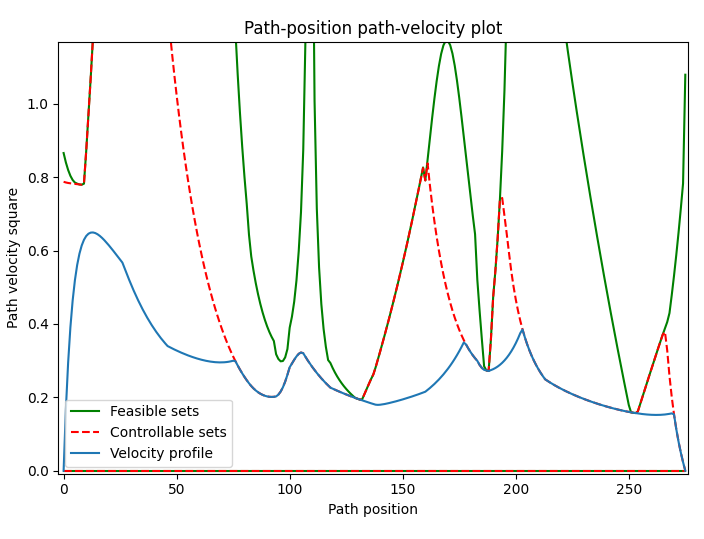 Path-position path-velocity plot
Path velocity square
1.0
0.8
0.6
0.4
0.2
0.0
Feasible sets
Controllable sets
Velocity profile
0 50 100 150 200 250
Path position